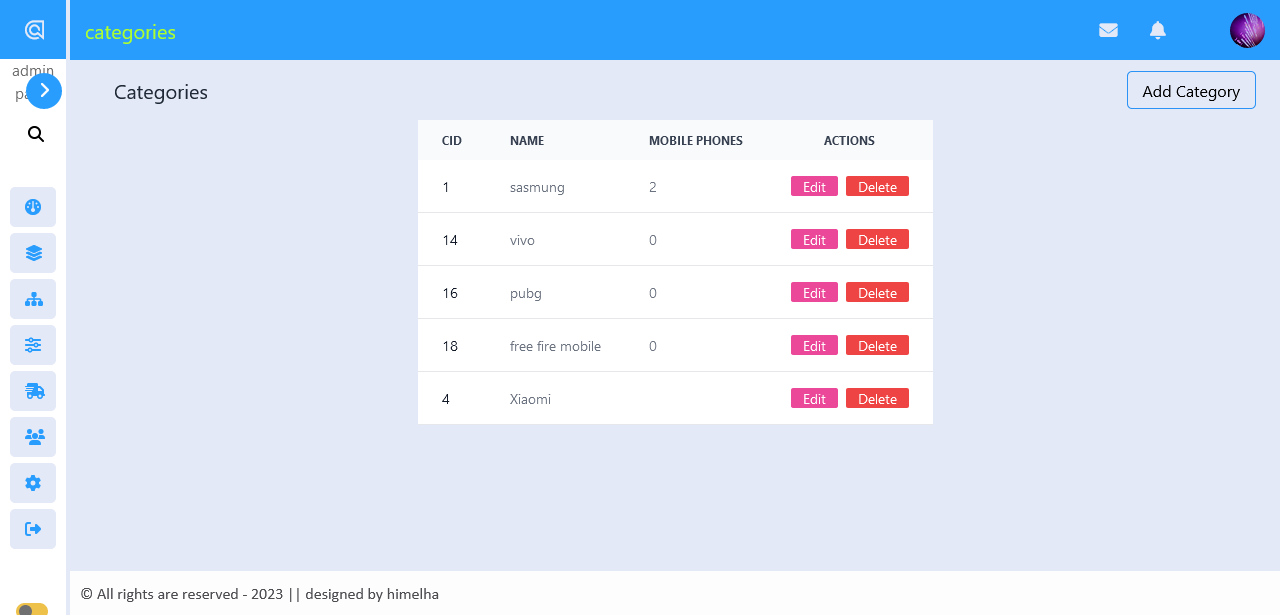 categories
admin
Categories
Add Category
CID NAME MOBILE PHONES ACTIONS
1 sasmung 2 Edit Delete
14 vivo 0 Edit Delete
16 pubg 0 Edit Delete
18 free fire mobile 0 Edit Delete
4 Xiaomi Edit Delete
© All rights are reserved - 2023 || designed by himelha